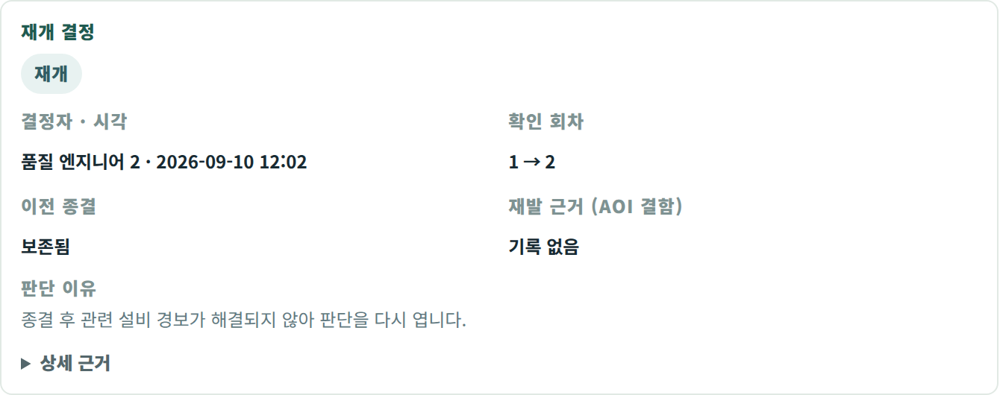 재개 결정
재개
결정자 · 시각
확인 회차
품질 엔지니어 2 · 2026-09-10 12:02
1 → 2
이전 종결
재발 근거 (AOI 결함)
보존됨
기록 없음
판단 이유
종결 후 관련 설비 경보가 해결되지 않아 판단을 다시 엽니다.
▶ 상세 근거